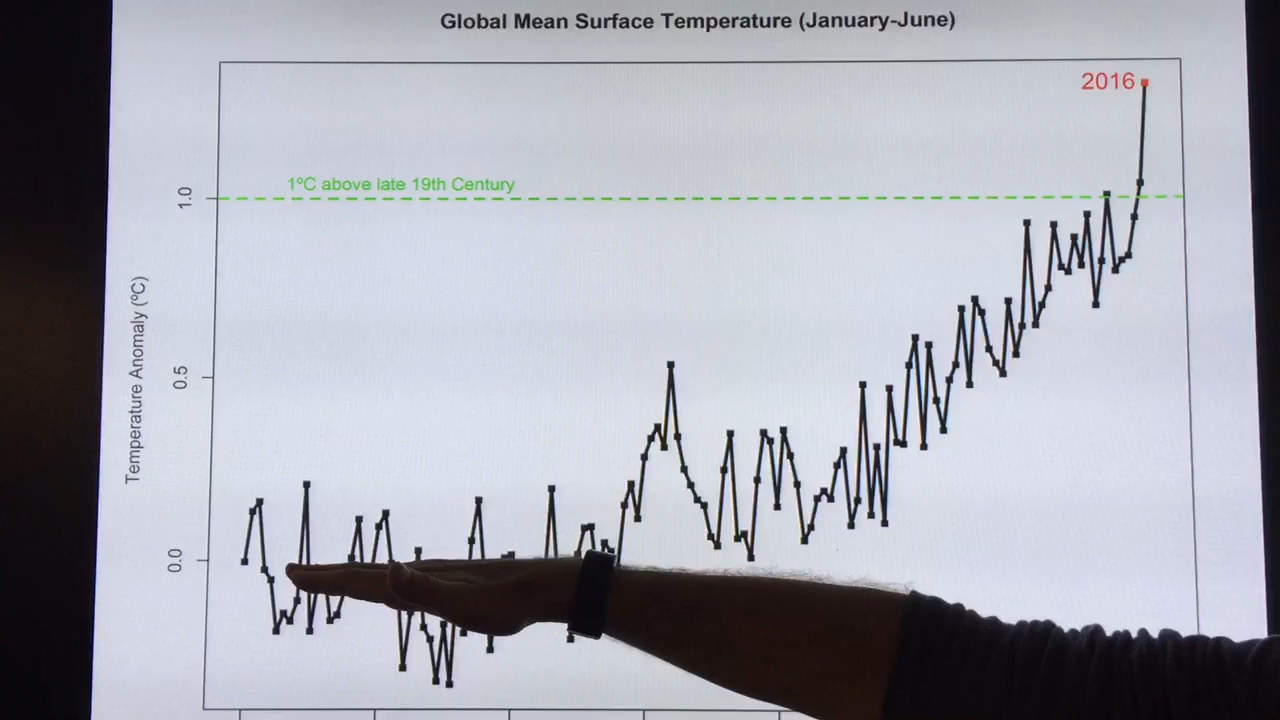 Global Mean Surface Temperature (January-June)
2016
1ºC above late 19th Century
1.0
0.5
0.0
Temperature Anomaly (ºC)